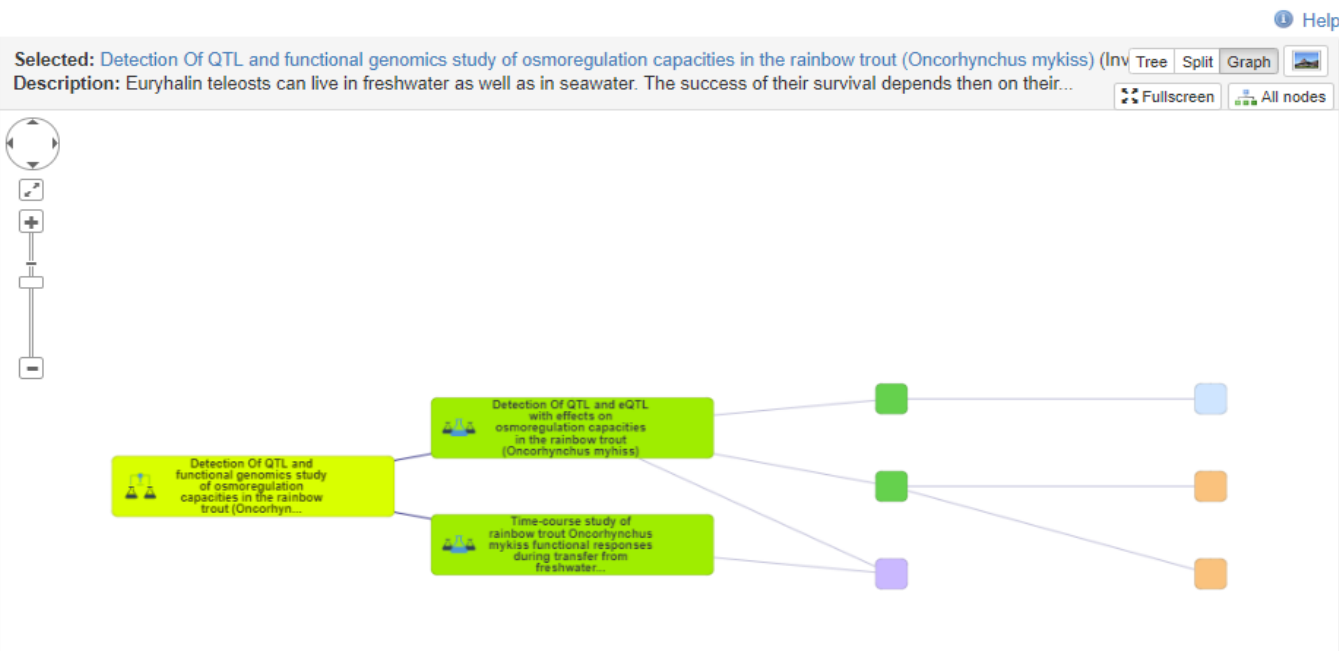 Help
Selected: Detection Of QTL and functional genomics study of osmoregulation capacities in the rainbow trout (Oncorhynchus mykiss) (Inv
Tree Split Graph
Description: Euryhalin teleosts can live in freshwater as well as in seawater. The success of their survival depends then on their...
Fullscreen All nodes
Detection Of QTL and eQTL
with effects on
osmoregulation capacities
in the rainbow trout
(Oncorhynchus myhiss)
Detection Of QTL and
functional genomics study
of osmoregulation
capacities in the rainbow
trout (Oncorhyn...
Time-course study of
rainbow trout Oncorhynchus
mykiss functional responses
during transfer from
freshwater...